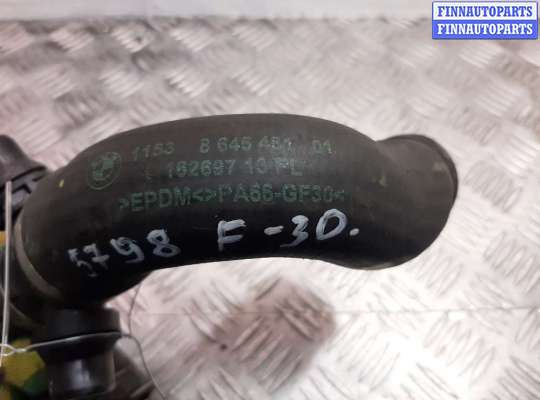 FINNAUTOPARTS
FINNAUTOPARTS
1153 8 645 481 01
162697 10 PL
>EPDM<>PA66-GF30<
5798 F-30.